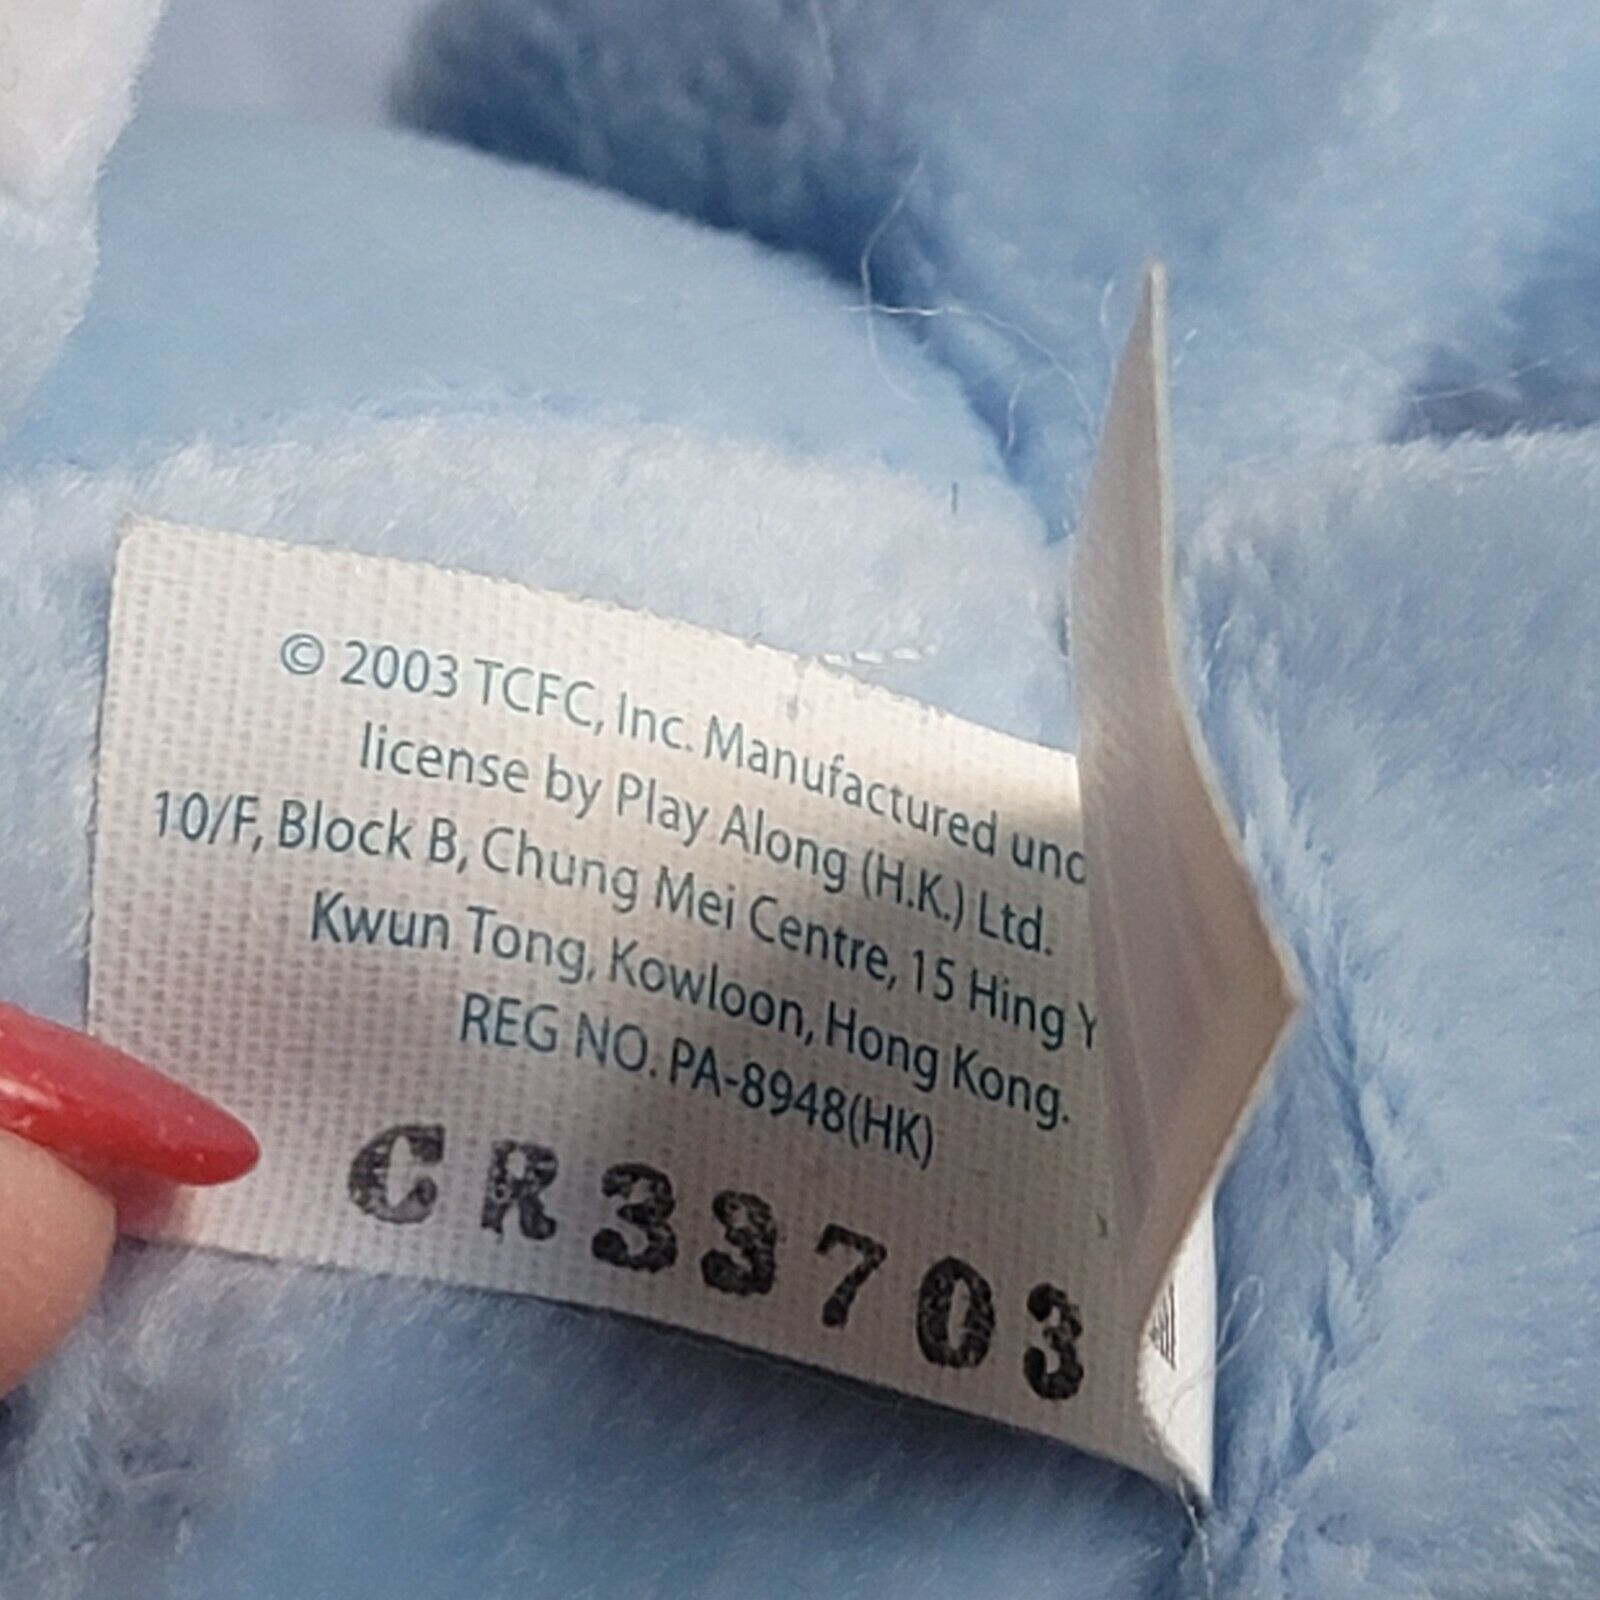 © 2003 TCFC, Inc. Manufactured und
license by Play Along (H.K.) Ltd.
10/F, Block B, Chung Mei Centre, 15 Hing Y
Kwun Tong, Kowloon, Hong Kong.
REG NO. PA-8948(HK)
CR33703